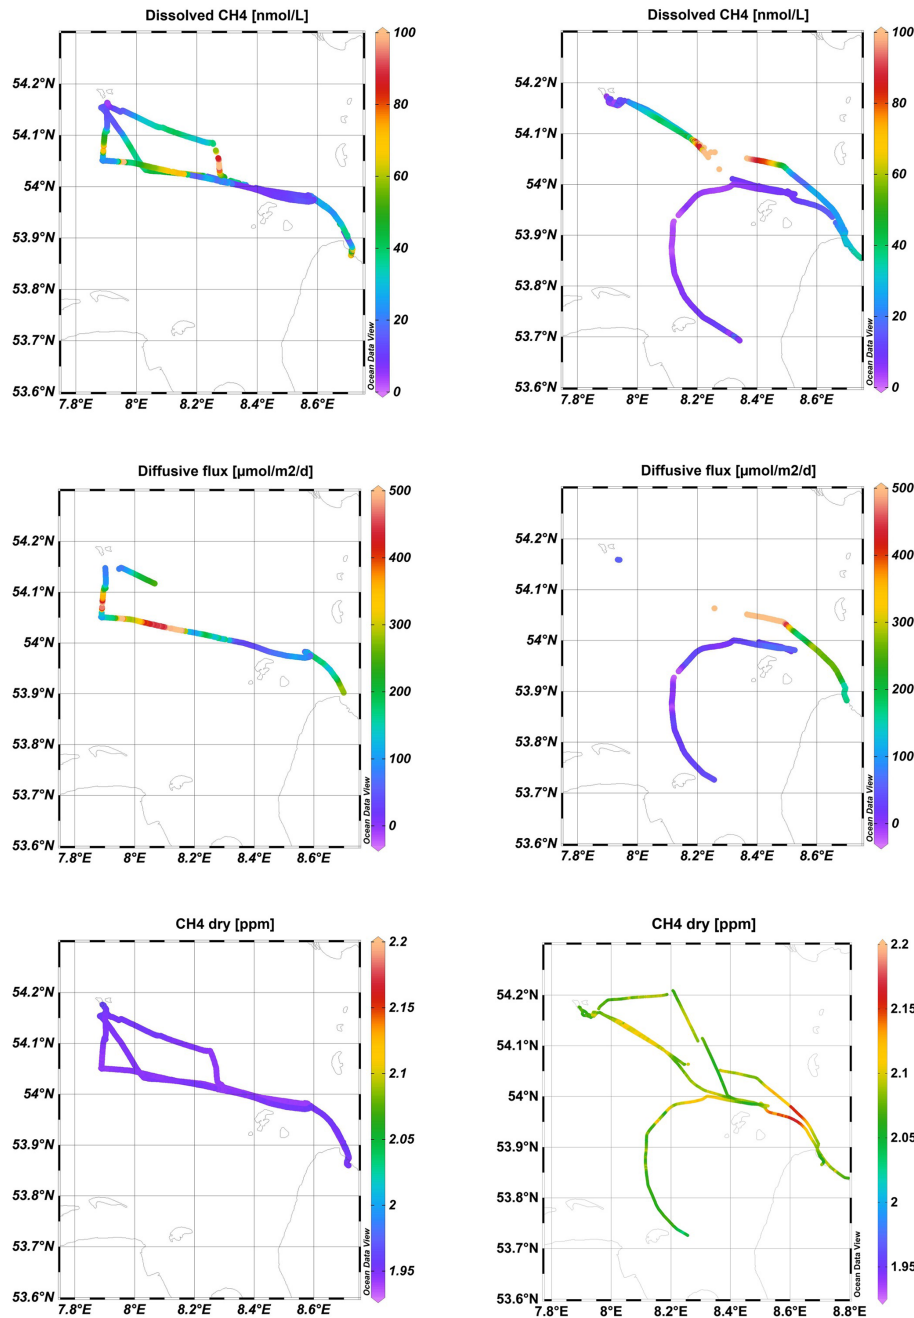 Dissolved CH4 [nmol/L]
100
80
60
40
20
0
54.2°N
54.1°N
54°N
53.9°N
53.8°N
53.7°N
53.6°N
7.8°E 8°E 8.2°E 8.4°E 8.6°E
Ocean Data View
Dissolved CH4 [nmol/L]
100
80
60
40
20
0
54.2°N
54.1°N
54°N
53.9°N
53.8°N
53.7°N
53.6°N
7.8°E 8°E 8.2°E 8.4°E 8.6°E
Ocean Data View
Diffusive flux [µmol/m2/d]
500
400
300
200
100
0
54.2°N
54.1°N
54°N
53.9°N
53.8°N
53.7°N
53.6°N
7.8°E 8°E 8.2°E 8.4°E 8.6°E
Ocean Data View
Diffusive flux [µmol/m2/d]
500
400
300
200
100
0
54.2°N
54.1°N
54°N
53.9°N
53.8°N
53.7°N
53.6°N
7.8°E 8°E 8.2°E 8.4°E 8.6°E
Ocean Data View
CH4 dry [ppm]
2.2
2.15
2.1
2.05
2
1.95
54.2°N
54.1°N
54°N
53.9°N
53.8°N
53.7°N
53.6°N
7.8°E 8°E 8.2°E 8.4°E 8.6°E
Ocean Data View
CH4 dry [ppm]
2.2
2.15
2.1
2.05
2
1.95
54.2°N
54.1°N
54°N
53.9°N
53.8°N
53.7°N
53.6°N
7.8°E 8°E 8.2°E 8.4°E 8.6°E 8.8°E
Ocean Data View